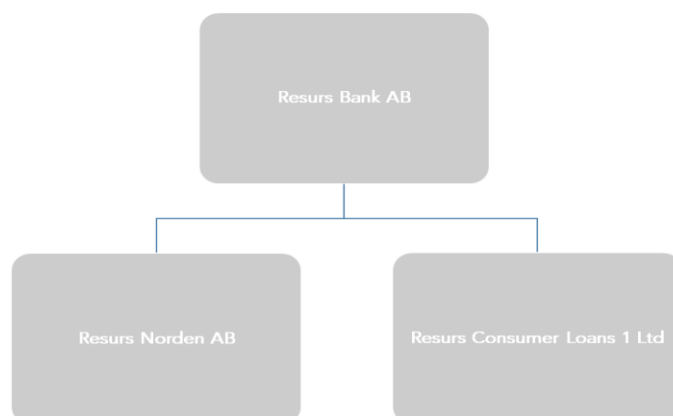 Resurs Bank AB
Resurs Norden AB
Resurs Consumer Loans 1 Ltd